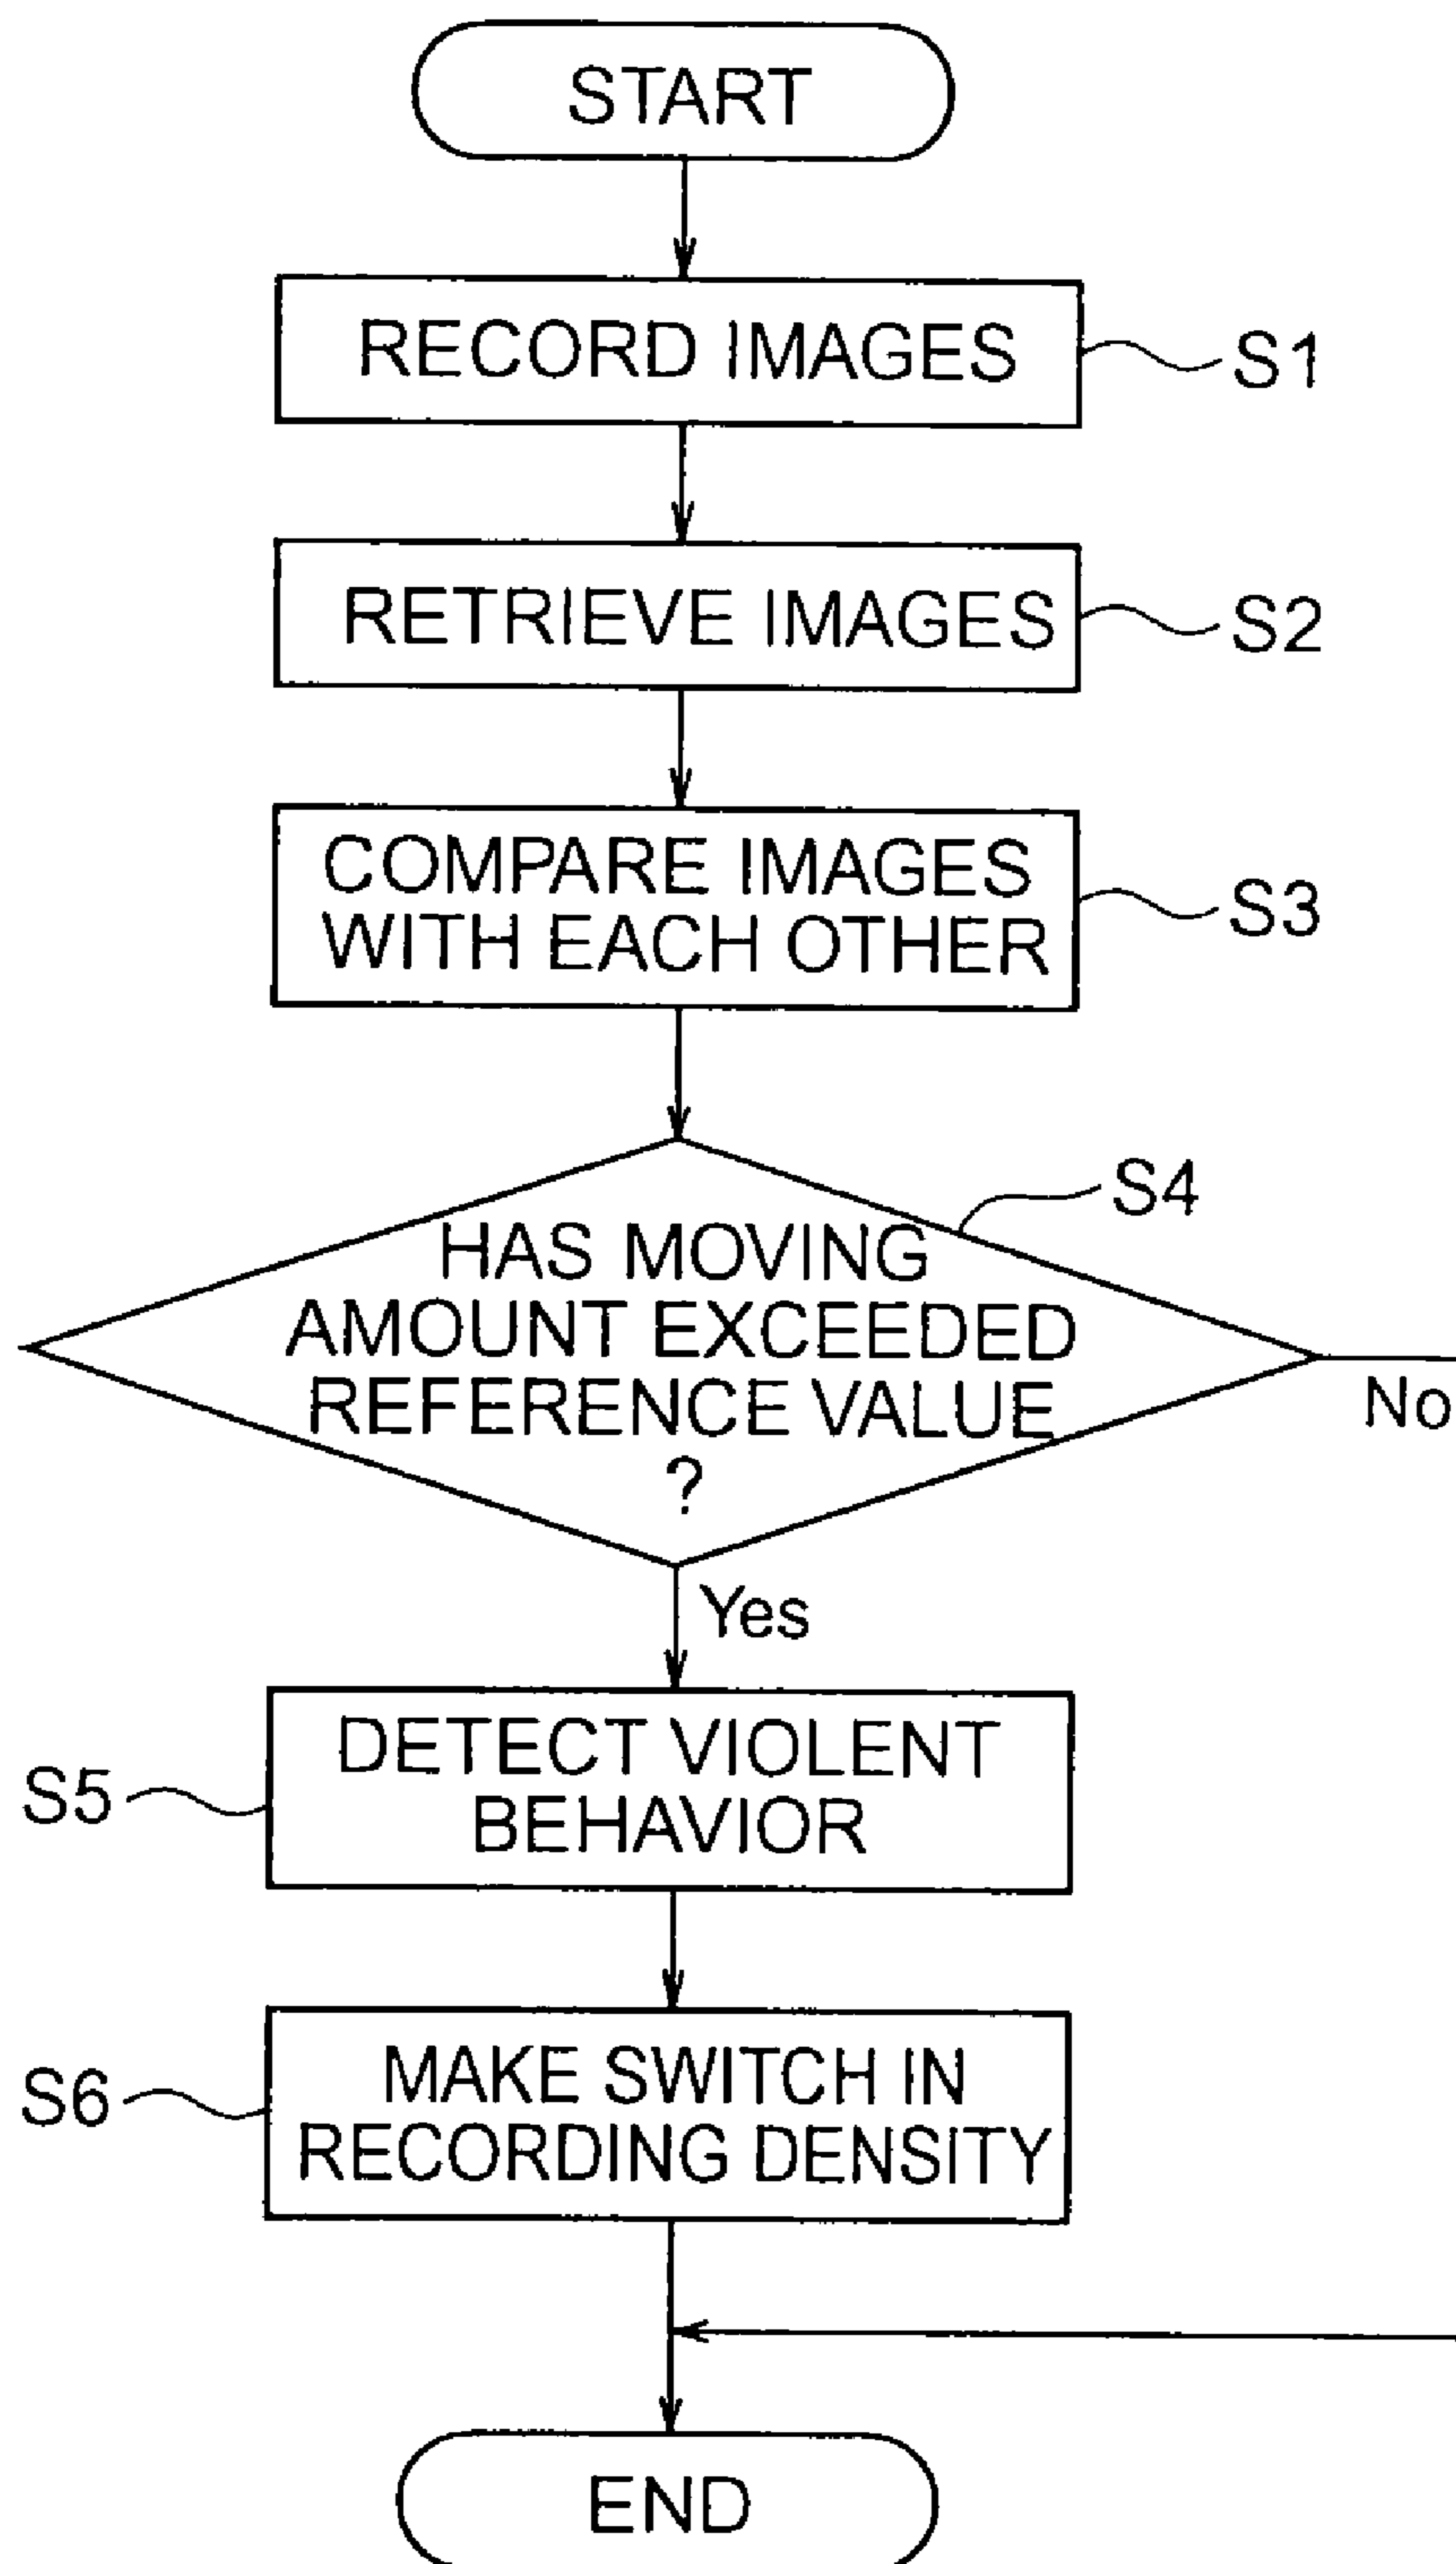 START
RECORD IMAGES
S1
RETRIEVE IMAGES
S2
COMPARE IMAGES
WITH EACH OTHER
S3
S4
HAS MOVING
AMOUNT EXCEEDED
REFERENCE VALUE
?
No
Yes
DETECT VIOLENT
BEHAVIOR
S5
MAKE SWITCH IN
RECORDING DENSITY
S6
END